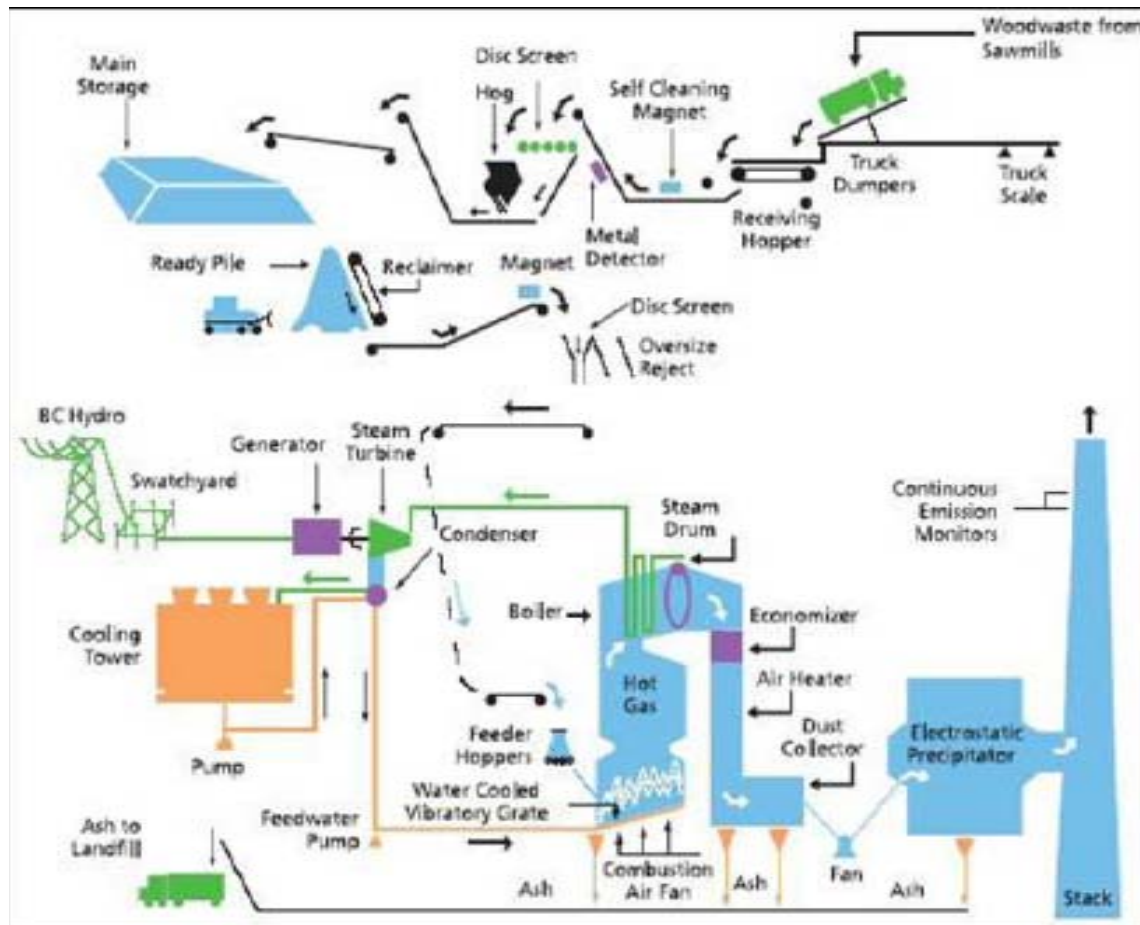 Woodwaste from
Sawmills
Disc Screen
Main
Storage
Hog
Self Cleaning
Magnet
Truck
Dumpers
Truck
Scale
Receiving
Hopper
Metal
Detector
Ready Pile
Reclaimer
Magnet
Disc Screen
Oversize
Reject
BC Hydro
Generator
Steam
Turbine
Swatchyard
Continuous
Emission
Monitors
Steam
Drum
Condenser
Boiler
Economizer
Cooling
Tower
Hot
Gas
Air Heater
Dust
Collector
Electrostatic
Precipitator
Feeder
Hoppers
Pump
Water Cooled
Vibratory Grate
Ash to
Landfill
Feedwater
Pump
Combustion
Air Fan
Ash
Ash
Fan
Ash
Stack